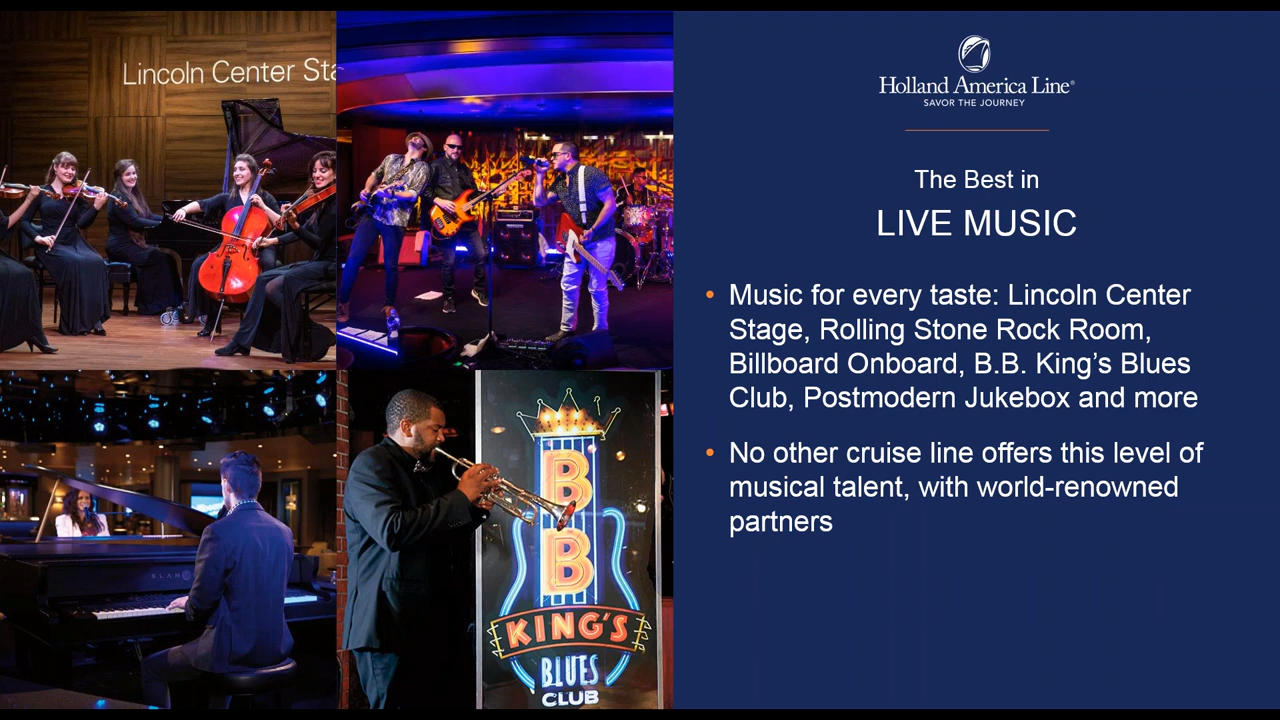 Lincoln Center Sta
Holland America Line®
SAVOR THE JOURNEY
The Best in
LIVE MUSIC
• Music for every taste: Lincoln Center
Stage, Rolling Stone Rock Room,
Billboard Onboard, B.B. King’s Blues
Club, Postmodern Jukebox and more
• No other cruise line offers this level of
musical talent, with world-renowned
partners
B
B
KING'S
BLUES
CLUB